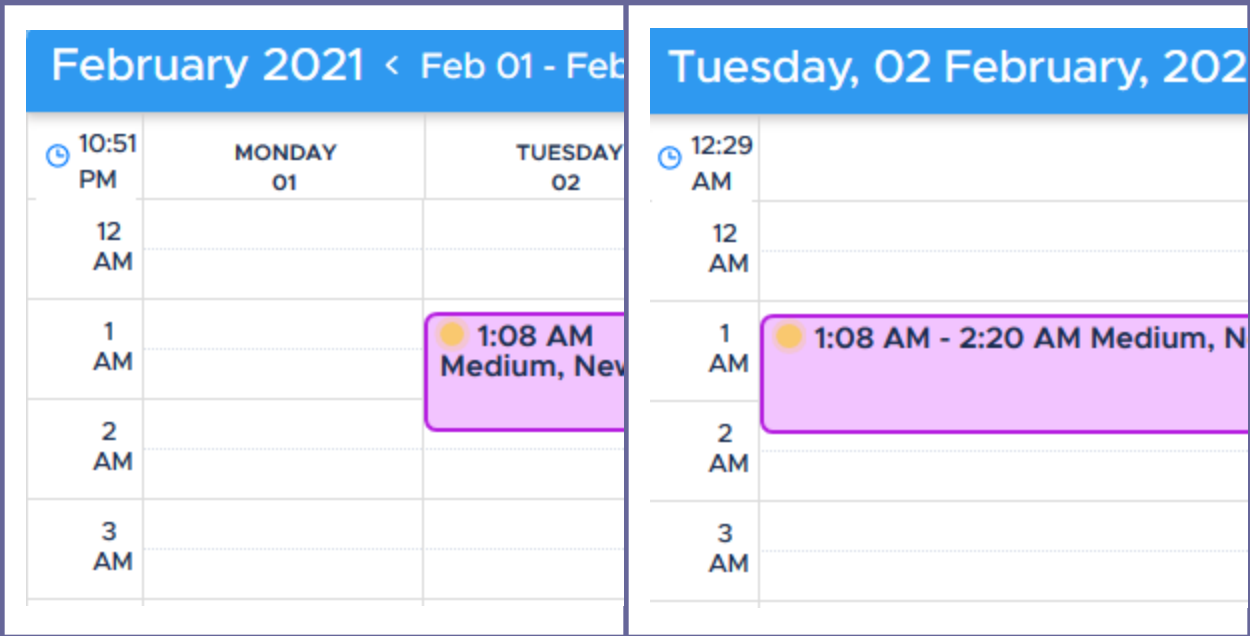 February 2021 < Feb 01 - Feb
10:51
PM
MONDAY
01
TUESDAY
02
12
AM
1
AM
1:08 AM
Medium, New
2
AM
3
AM
Tuesday, 02 February, 202
12:29
AM
12
AM
1
AM
1:08 AM - 2:20 AM Medium, N
2
AM
3
AM